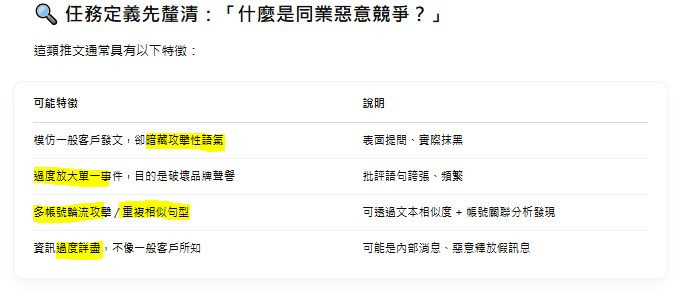 🔍 任務定義先釐清：「什麼是同業惡意競爭？」
這類推文通常具有以下特徵：
可能特徵 說明
模仿一般客戶發文，卻暗藏攻擊性語氣 表面提問、實際抹黑
過度放大單一事件，目的是破壞品牌聲譽 批評語句誇張、頻繁
多帳號輪流攻擊 / 重複相似句型 可透過文本相似度 + 帳號關聯分析發現
資訊過度詳盡，不像一般客戶所知 可能是內部消息、惡意釋放假訊息